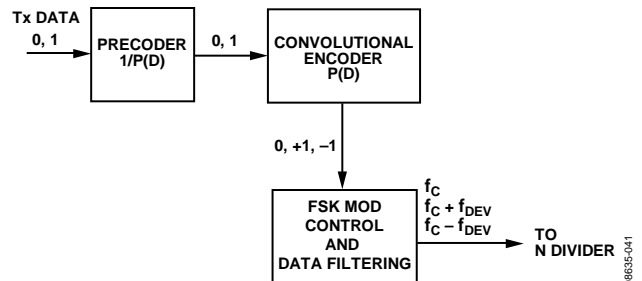 Tx DATA
0, 1
PRECODER
1/P(D)
0, 1
CONVOLUTIONAL
ENCODER
P(D)
0, +1, –1
FSK MOD
CONTROL
AND
DATA FILTERING
fC
fC + fDEV
fC – fDEV
TO
N DIVIDER
08635-041